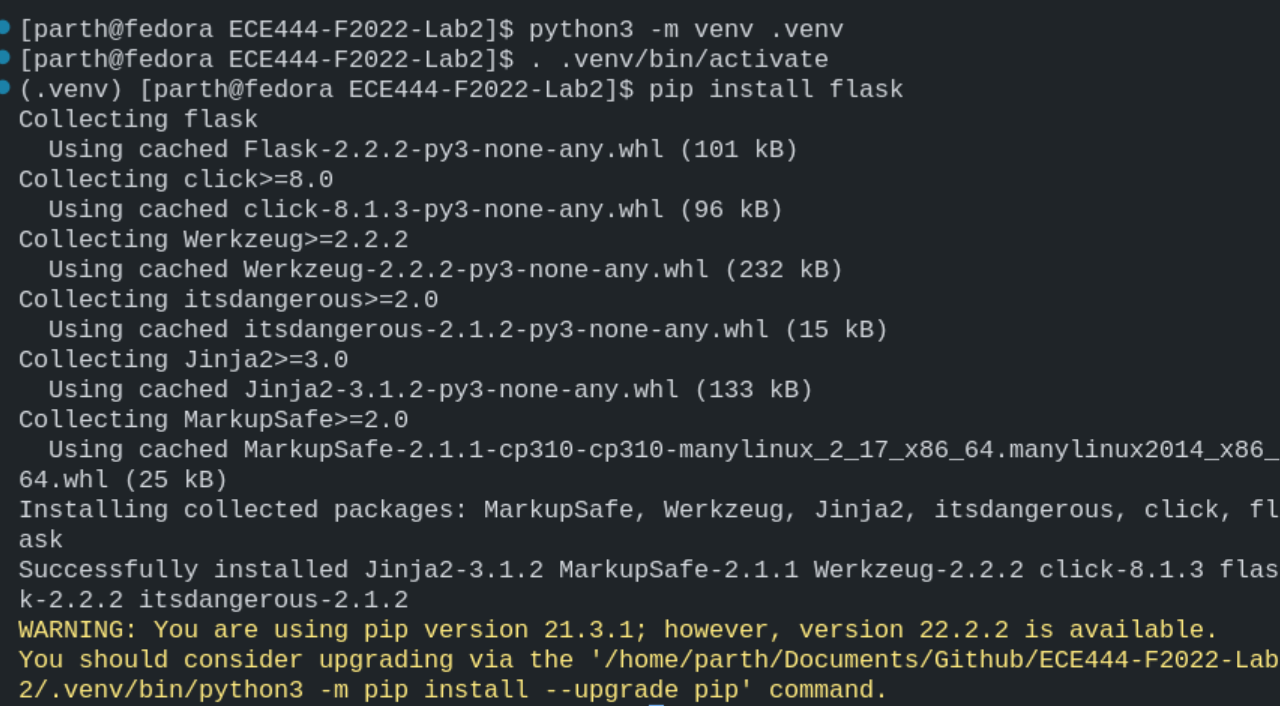 [parth@fedora ECE444-F2022-Lab2]$ python3 -m venv .venv
[parth@fedora ECE444-F2022-Lab2]$ . .venv/bin/activate
(.venv) [parth@fedora ECE444-F2022-Lab2]$ pip install flask
Collecting flask
  Using cached Flask-2.2.2-py3-none-any.whl (101 kB)
Collecting click>=8.0
  Using cached click-8.1.3-py3-none-any.whl (96 kB)
Collecting Werkzeug>=2.2.2
  Using cached Werkzeug-2.2.2-py3-none-any.whl (232 kB)
Collecting itsdangerous>=2.0
  Using cached itsdangerous-2.1.2-py3-none-any.whl (15 kB)
Collecting Jinja2>=3.0
  Using cached Jinja2-3.1.2-py3-none-any.whl (133 kB)
Collecting MarkupSafe>=2.0
  Using cached MarkupSafe-2.1.1-cp310-cp310-manylinux_2_17_x86_64.manylinux2014_x86_
64.whl (25 kB)
Installing collected packages: MarkupSafe, Werkzeug, Jinja2, itsdangerous, click, fl
ask
Successfully installed Jinja2-3.1.2 MarkupSafe-2.1.1 Werkzeug-2.2.2 click-8.1.3 flas
k-2.2.2 itsdangerous-2.1.2
WARNING: You are using pip version 21.3.1; however, version 22.2.2 is available.
You should consider upgrading via the '/home/parth/Documents/Github/ECE444-F2022-Lab
2/.venv/bin/python3 -m pip install --upgrade pip' command.